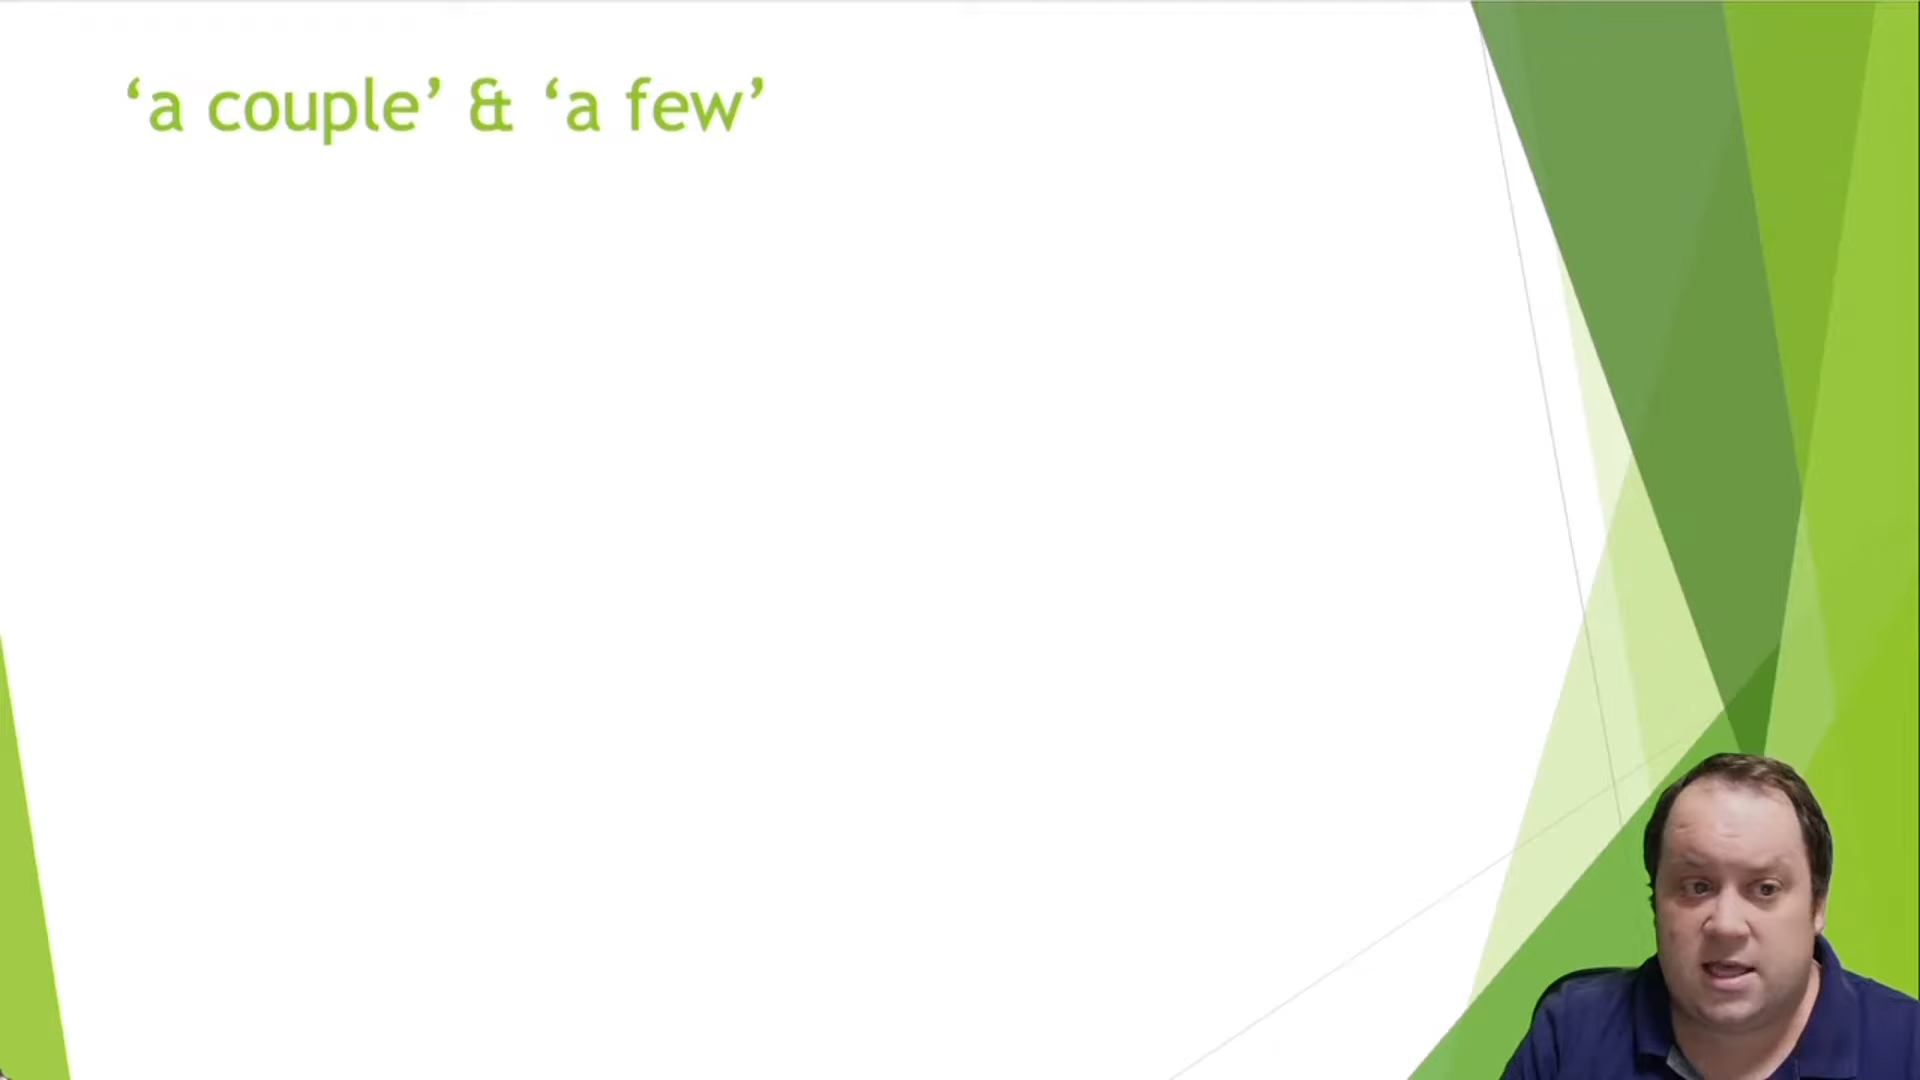 ‘a couple’ & ‘a few’